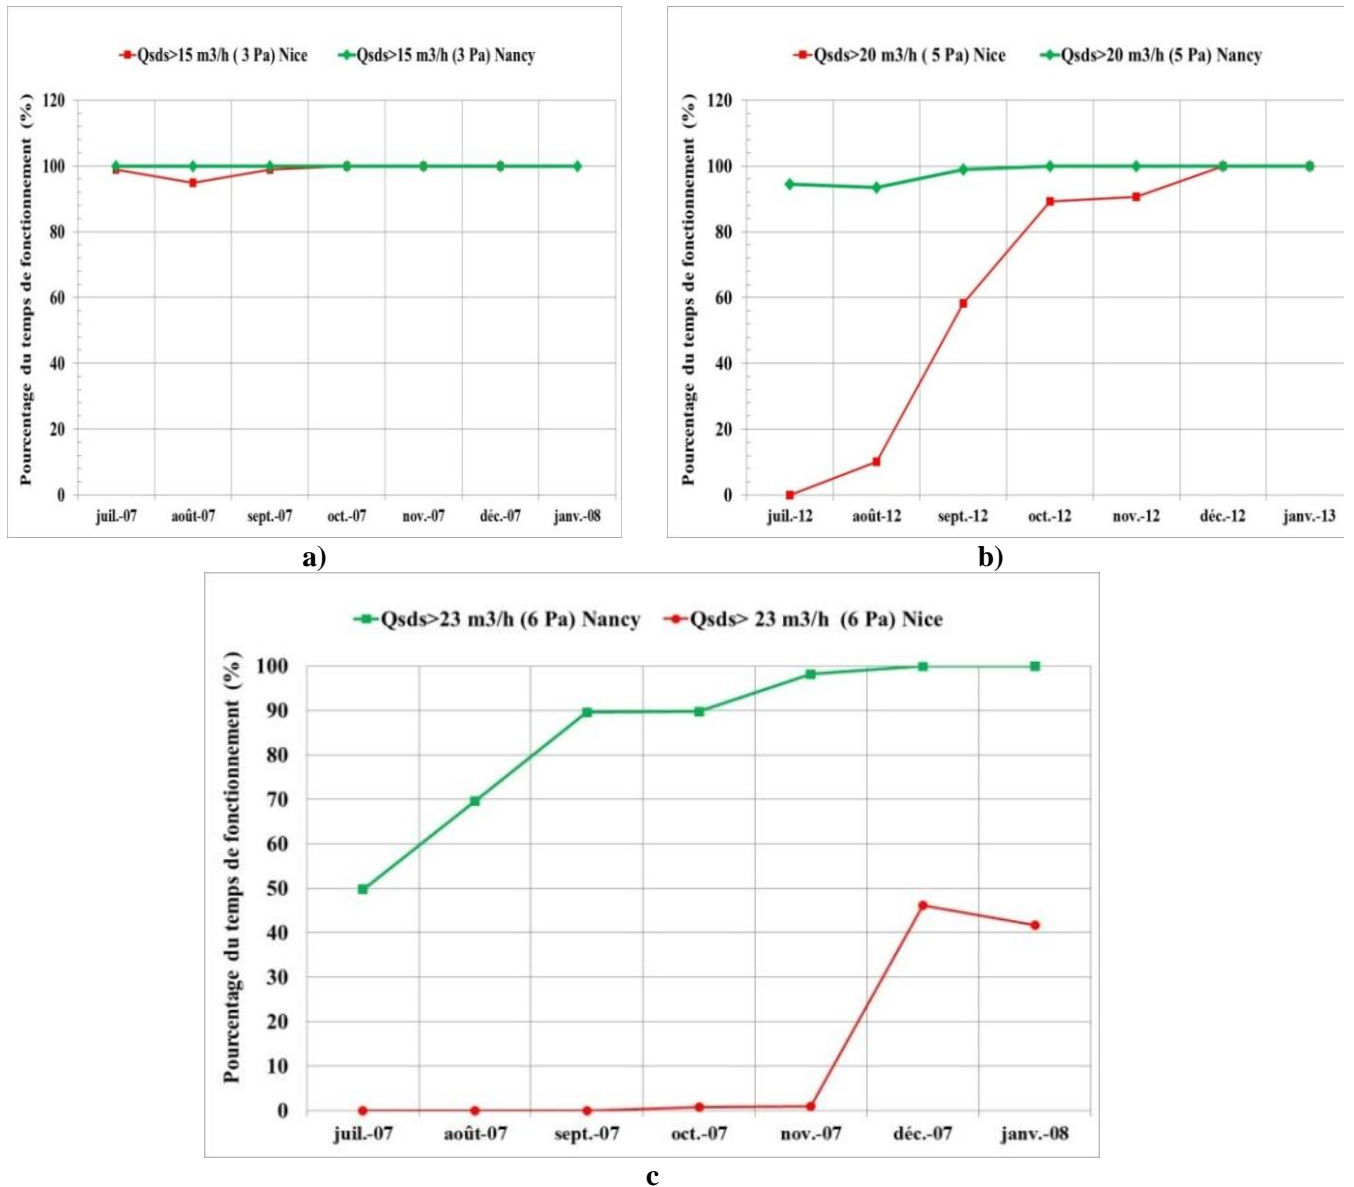 Qsds>15 m3/h ( 3 Pa) Nice Qsds>15 m3/h (3 Pa) Nancy
Pourcentage du temps de fonctionnement (%)
120
100
80
60
40
20
0
juil.-07 août-07 sept.-07 oct.-07 nov.-07 déc.-07 janv.-08
a)
Qsds>20 m3/h ( 5 Pa) Nice Qsds>20 m3/h (5 Pa) Nancy
Pourcentage du temps de fonctionnement (%)
120
100
80
60
40
20
0
juil.-12 août-12 sept.-12 oct.-12 nov.-12 déc.-12 janv.-13
b)
Qsds>23 m3/h (6 Pa) Nancy Qsds> 23 m3/h (6 Pa) Nice
Pourcentage du temps de fonctionnement (%)
100
90
80
70
60
50
40
30
20
10
0
juil.-07 août-07 sept.-07 oct.-07 nov.-07 déc.-07 janv.-08
c